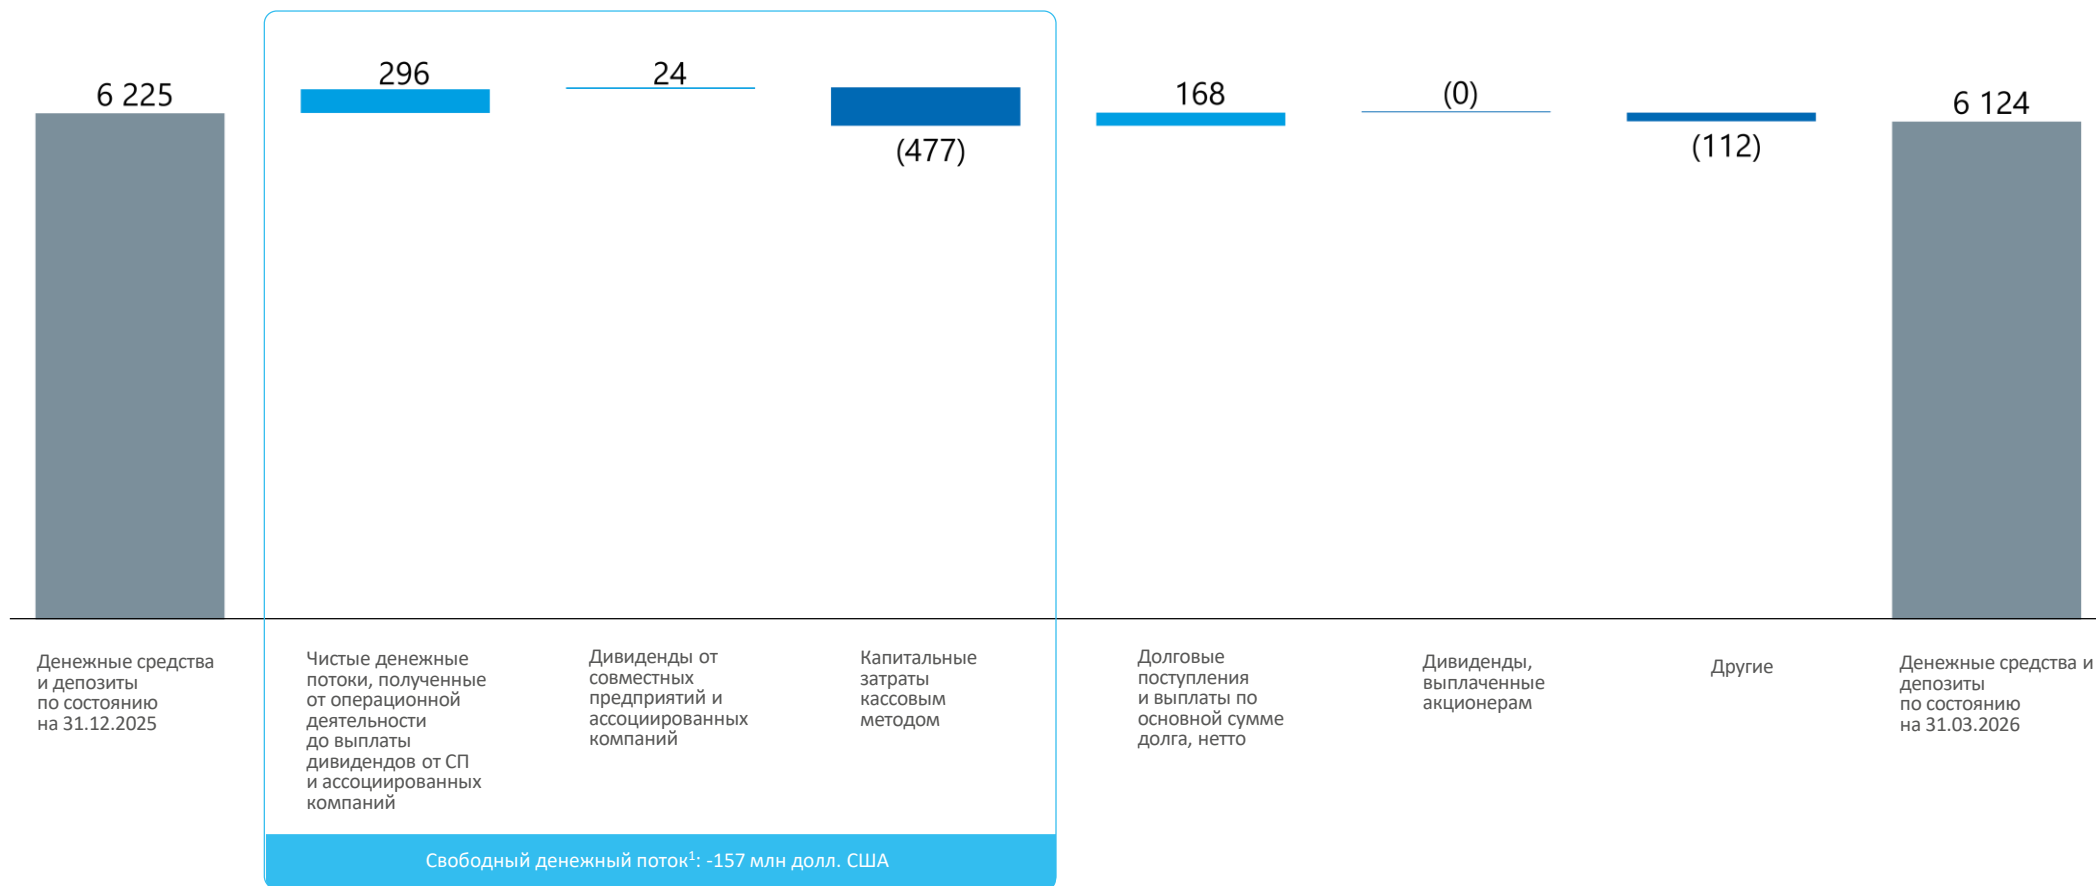 6 225
296
24
(477)
168
(0)
(112)
6 124
Денежные средства
и депозиты
по состоянию
на 31.12.2025
Чистые денежные
потоки, полученные
от операционной
деятельности
до выплаты
дивидендов от СП
и ассоциированных
компаний
Дивиденды от
совместных
предприятий и
ассоциированных
компаний
Капитальные
затраты
кассовым
методом
Долговые
поступления
и выплаты по
основной сумме
долга, нетто
Дивиденды,
выплаченные
акционерам
Другие
Денежные средства и
депозиты
по состоянию
на 31.03.2026
Свободный денежный поток¹: -157 млн долл. США